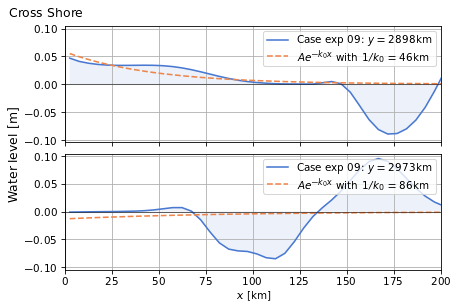 Cross Shore
0.10
0.05
0.00
−0.05
−0.10
Case exp 09: y = 2898km
Ae^{−k₀x} with 1/k₀ = 46km
Water level [m]
0.10
0.05
0.00
−0.05
−0.10
Case exp 09: y = 2973km
Ae^{−k₀x} with 1/k₀ = 86km
0 25 50 75 100 125 150 175 200
x [km]